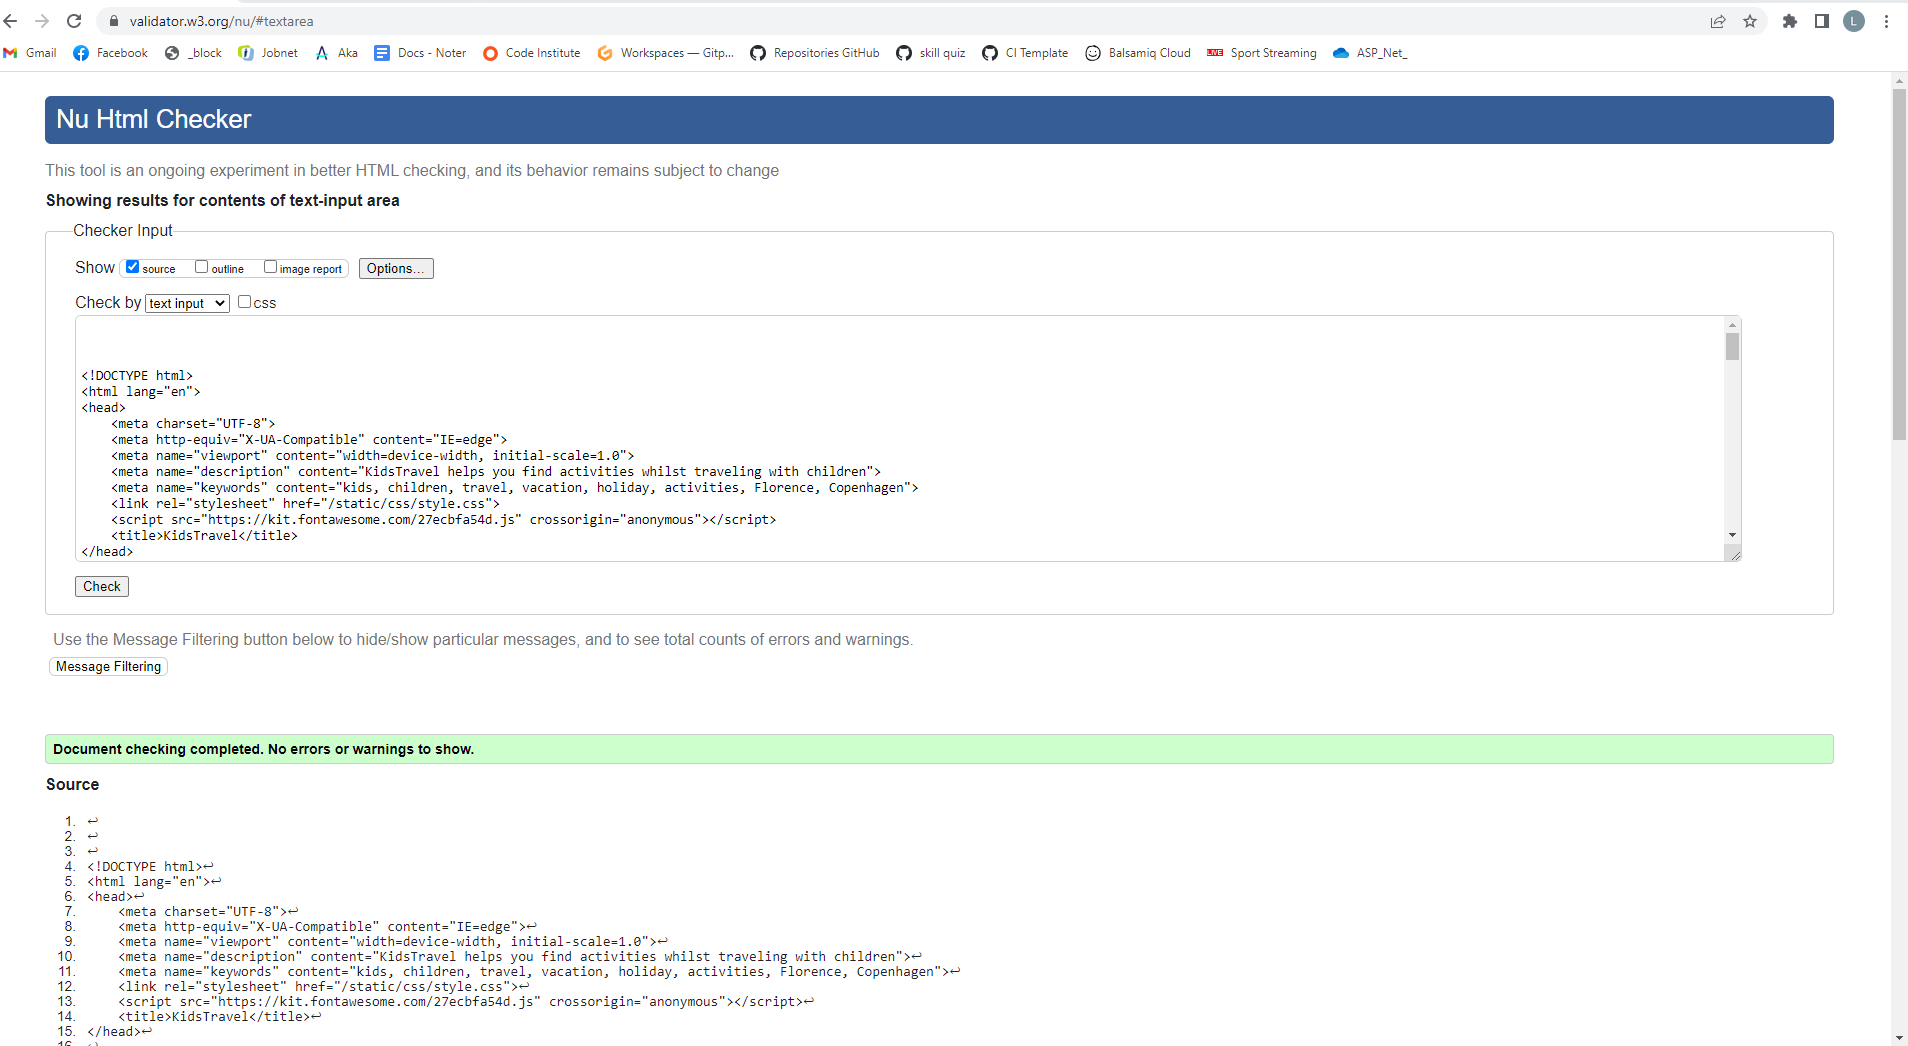 validator.w3.org/nu/#textarea
L
Gmail Facebook _block Jobnet Aka Docs - Noter Code Institute Workspaces — Gitp... Repositories GitHub skill quiz CI Template Balsamiq Cloud LIVE Sport Streaming ASP_Net_
Nu Html Checker
This tool is an ongoing experiment in better HTML checking, and its behavior remains subject to change
Showing results for contents of text-input area
Checker Input
Show source outline image report Options...
Check by text input css
<!DOCTYPE html>
<html lang="en">
<head>
    <meta charset="UTF-8">
    <meta http-equiv="X-UA-Compatible" content="IE=edge">
    <meta name="viewport" content="width=device-width, initial-scale=1.0">
    <meta name="description" content="KidsTravel helps you find activities whilst traveling with children">
    <meta name="keywords" content="kids, children, travel, vacation, holiday, activities, Florence, Copenhagen">
    <link rel="stylesheet" href="/static/css/style.css">
    <script src="https://kit.fontawesome.com/27ecbfa54d.js" crossorigin="anonymous"></script>
    <title>KidsTravel</title>
</head>
Check
Use the Message Filtering button below to hide/show particular messages, and to see total counts of errors and warnings.
Message Filtering
Document checking completed. No errors or warnings to show.
Source
1. ↩
2. ↩
3. ↩
4. <!DOCTYPE html>↩
5. <html lang="en">↩
6. <head>↩
7.     <meta charset="UTF-8">↩
8.     <meta http-equiv="X-UA-Compatible" content="IE=edge">↩
9.     <meta name="viewport" content="width=device-width, initial-scale=1.0">↩
10.     <meta name="description" content="KidsTravel helps you find activities whilst traveling with children">↩
11.     <meta name="keywords" content="kids, children, travel, vacation, holiday, activities, Florence, Copenhagen">↩
12.     <link rel="stylesheet" href="/static/css/style.css">↩
13.     <script src="https://kit.fontawesome.com/27ecbfa54d.js" crossorigin="anonymous"></script>↩
14.     <title>KidsTravel</title>↩
15. </head>↩
16. ↩